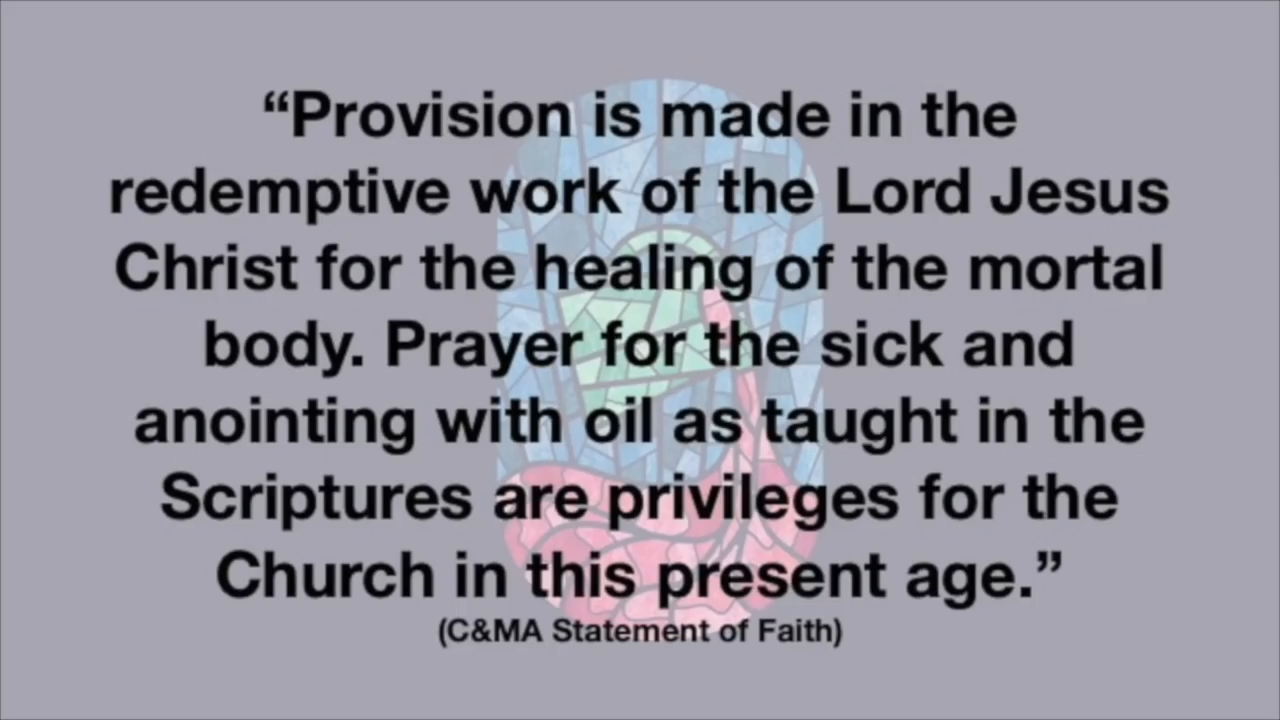 “Provision is made in the
redemptive work of the Lord Jesus
Christ for the healing of the mortal
body. Prayer for the sick and
anointing with oil as taught in the
Scriptures are privileges for the
Church in this present age.”
(C&MA Statement of Faith)